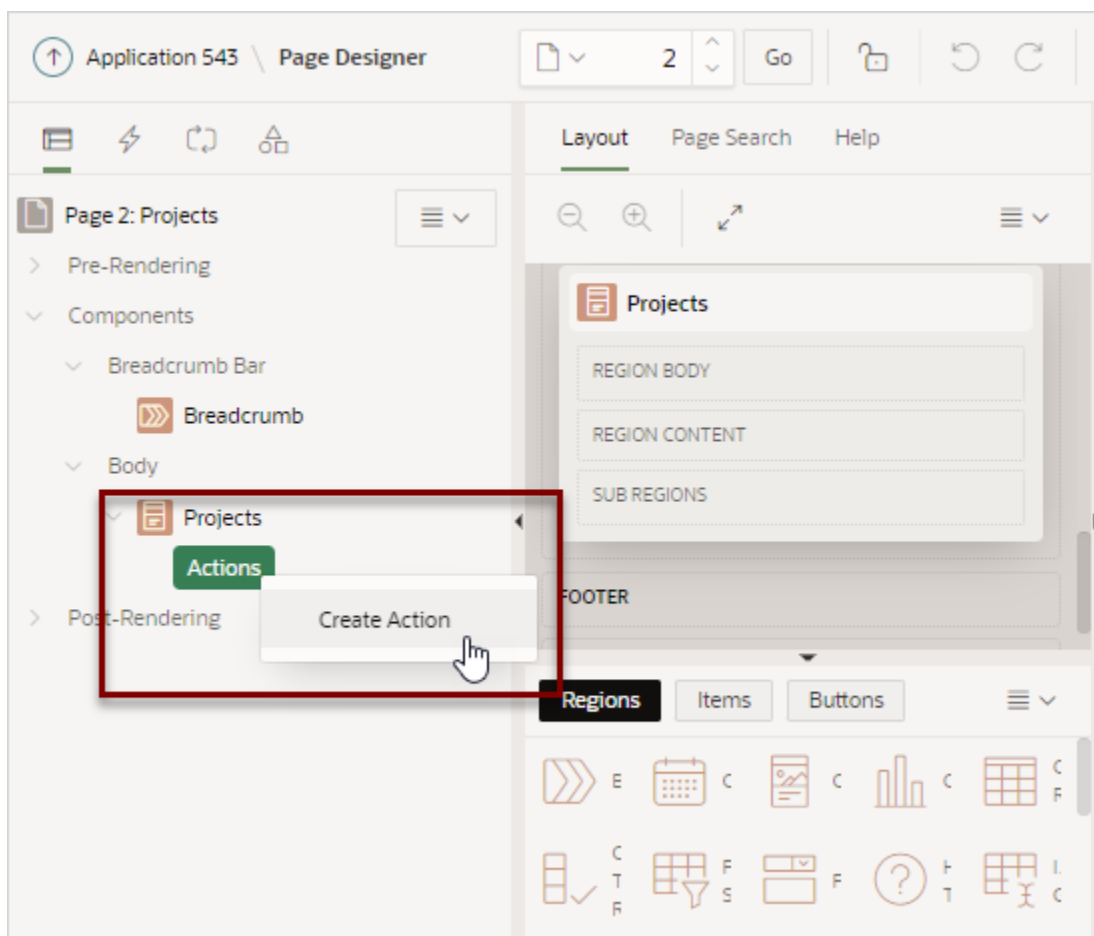 Application 543 \ Page Designer
2
Go
Layout
Page Search
Help
Page 2: Projects
Pre-Rendering
Components
Breadcrumb Bar
Breadcrumb
Body
Projects
Actions
Create Action
Post-Rendering
Projects
REGION BODY
REGION CONTENT
SUB REGIONS
FOOTER
Regions
Items
Buttons